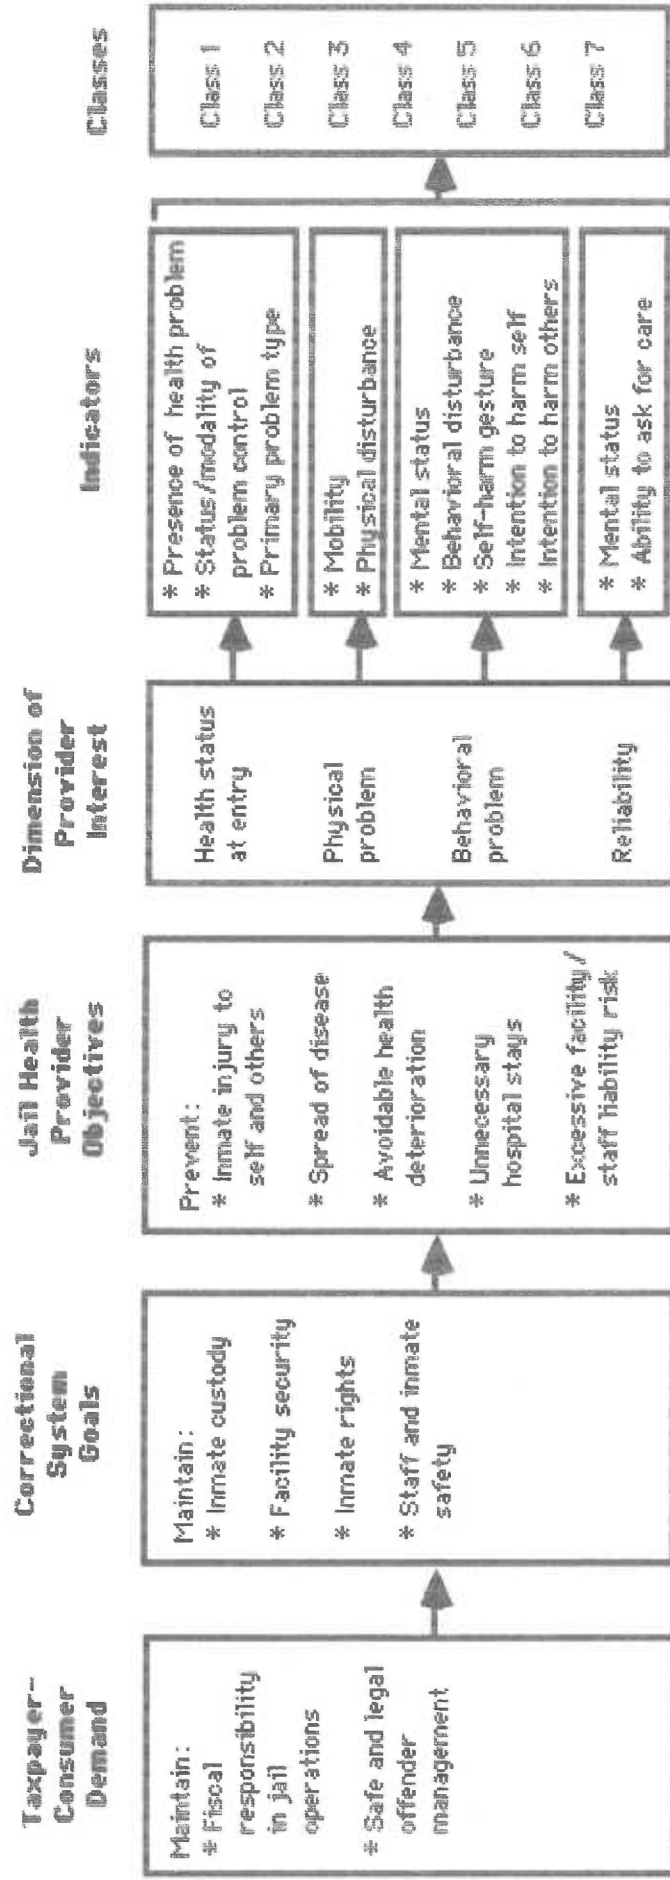 Taxpayer-
Consumer
Demand
Maintain:
* Fiscal
responsibility
in jail
operations
* Safe and legal
offender
management
Correctional
System
Goals
Maintain:
* Inmate custody
* Facility security
* Inmate rights
* Staff and inmate
safety
Jail Health
Provider
Objectives
Prevent:
* Inmate injury to
self and others
* Spread of disease
* Avoidable health
deterioration
* Unnecessary
hospital stays
* Excessive facility/
staff liability risk
Dimension of
Provider
Interest
Health status
at entry
Physical
problem
Behavioral
problem
Reliability
Indicators
* Presence of health problem
* Status/modality of
problem control
* Primary problem type
* Mobility
* Physical disturbance
* Mental status
* Behavioral disturbance
* Self-harm gesture
* Intention to harm self
* Intention to harm others
* Mental status
* Ability to ask for care
Classes
Class 1
Class 2
Class 3
Class 4
Class 5
Class 6
Class 7